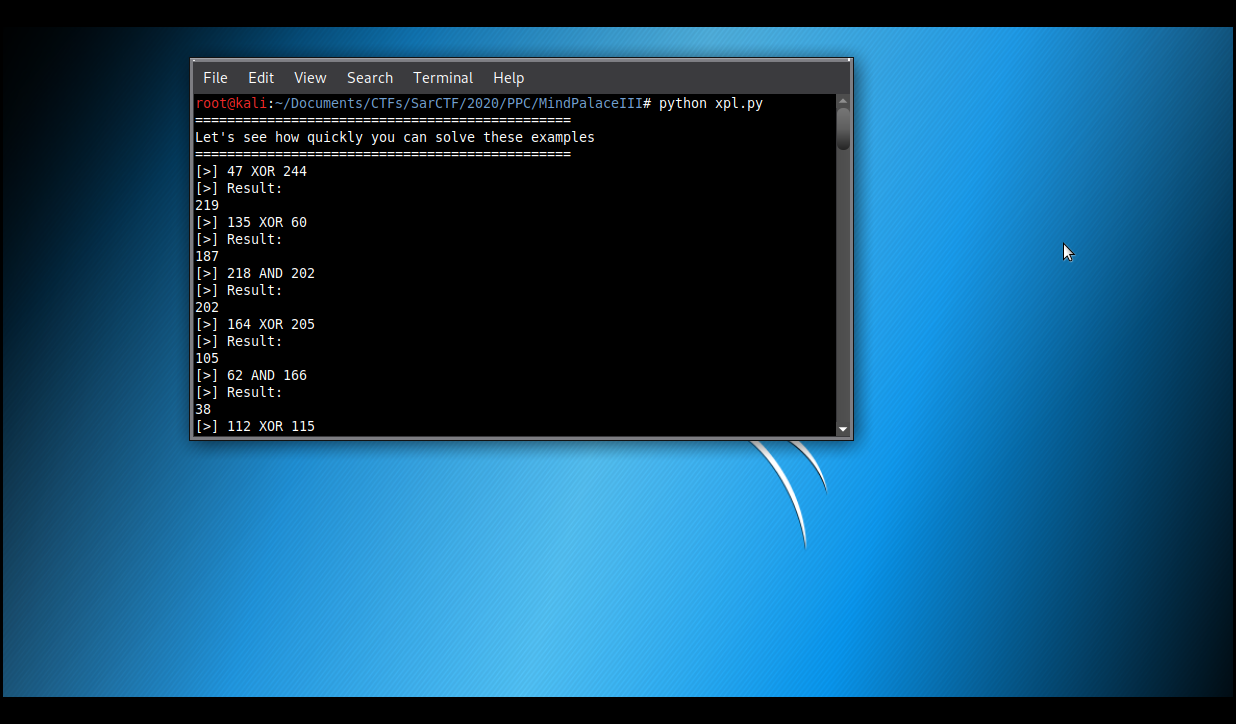 File Edit View Search Terminal Help
root@kali:~/Documents/CTFs/SarCTF/2020/PPC/MindPalaceIII# python xpl.py
===============================================
Let's see how quickly you can solve these examples
===============================================
[>] 47 XOR 244
[>] Result:
219
[>] 135 XOR 60
[>] Result:
187
[>] 218 AND 202
[>] Result:
202
[>] 164 XOR 205
[>] Result:
105
[>] 62 AND 166
[>] Result:
38
[>] 112 XOR 115